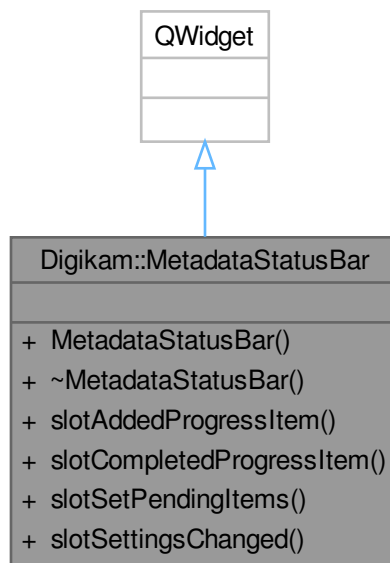 QWidget
Digikam::MetadataStatusBar
+ MetadataStatusBar()
+ ~MetadataStatusBar()
+ slotAddedProgressItem()
+ slotCompletedProgressItem()
+ slotSetPendingItems()
+ slotSettingsChanged()